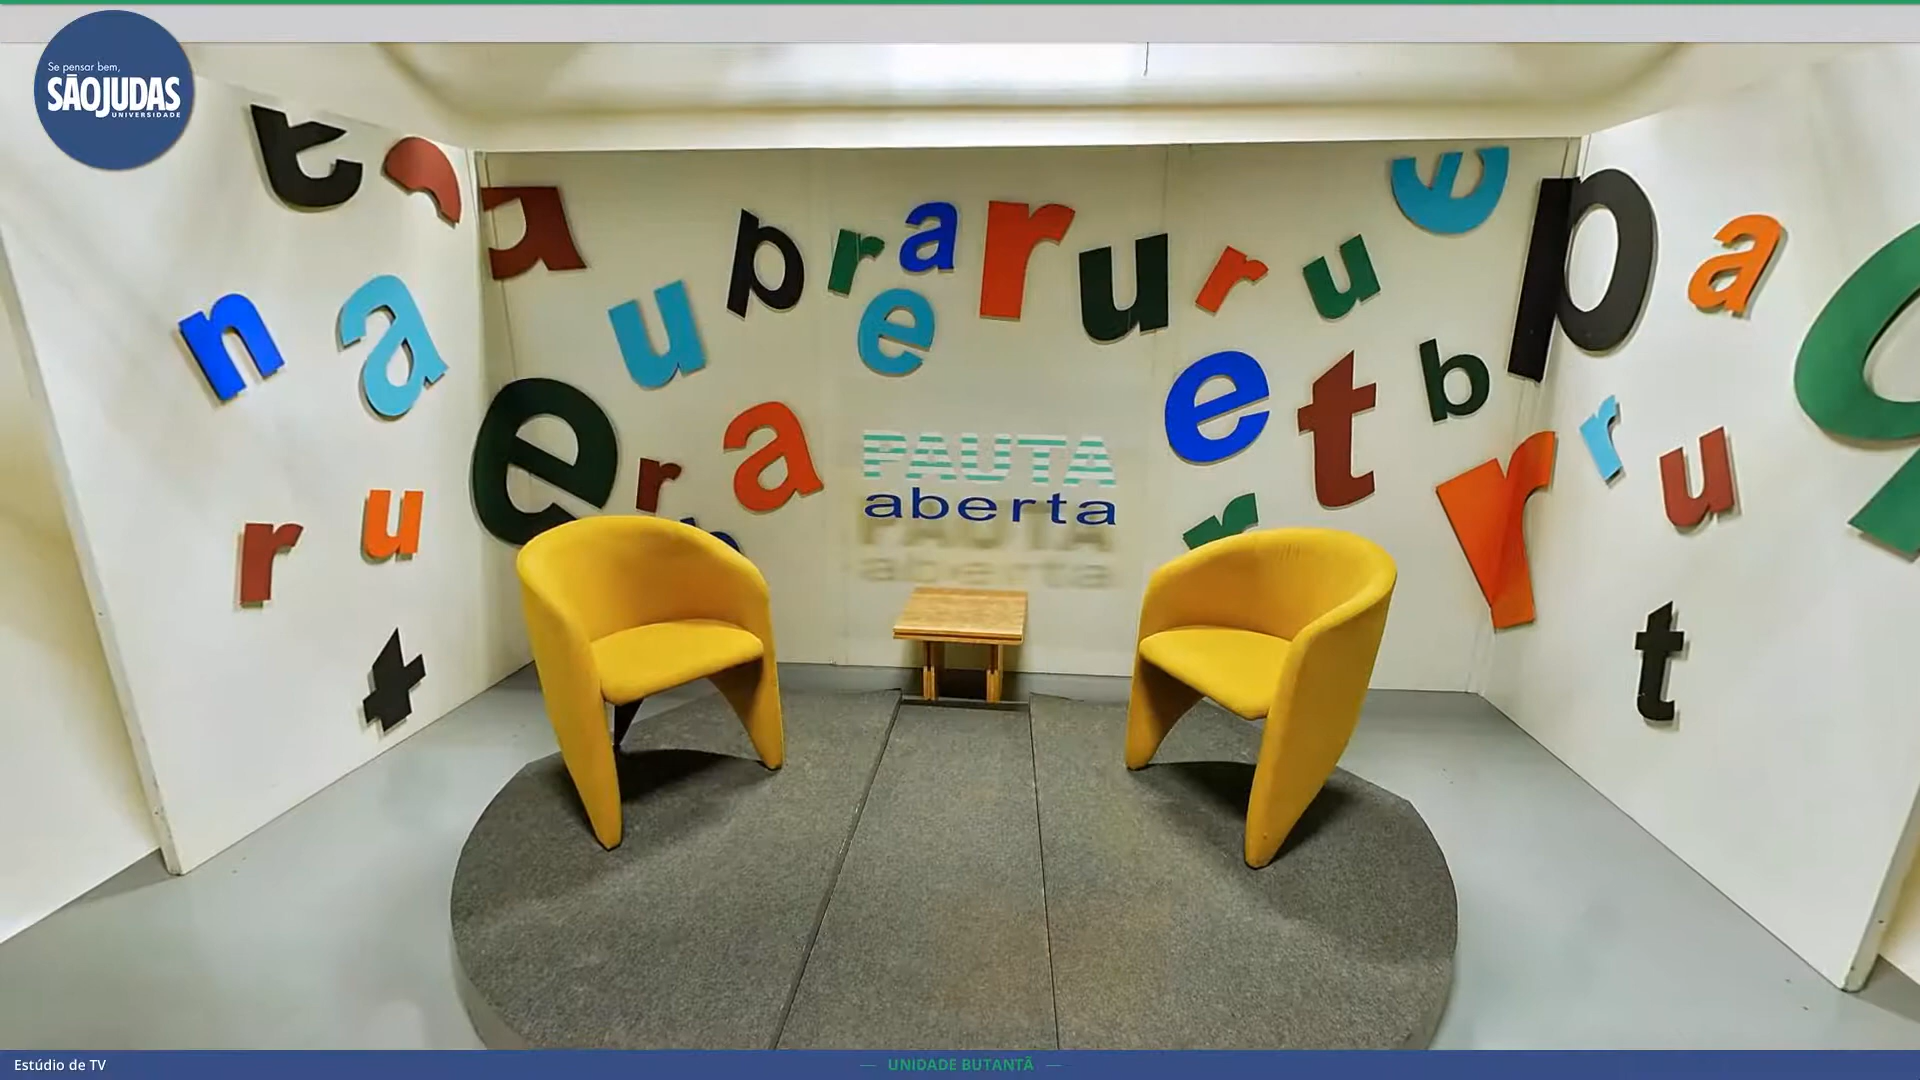 Se pensar bem,
SÃOJUDAS
UNIVERSIDADE
e
a
n
a
r
u
t
a
u
b
r
a
r
u
r
u
e
e
e
r
a
e
t
b
r
PAUTA
aberta
p
a
r
u
r
t
Estúdio de TV
— UNIDADE BUTANTÃ —